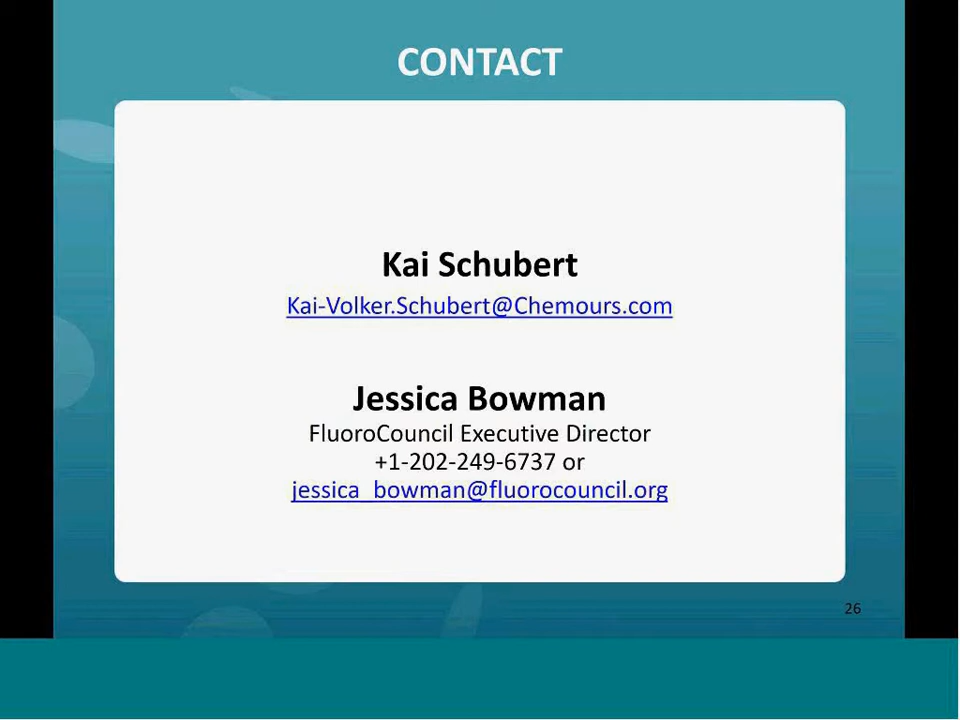 CONTACT
Kai Schubert
Kai-Volker.Schubert@Chemours.com
Jessica Bowman
FluoroCouncil Executive Director
+1-202-249-6737 or
jessica_bowman@fluorocouncil.org
26